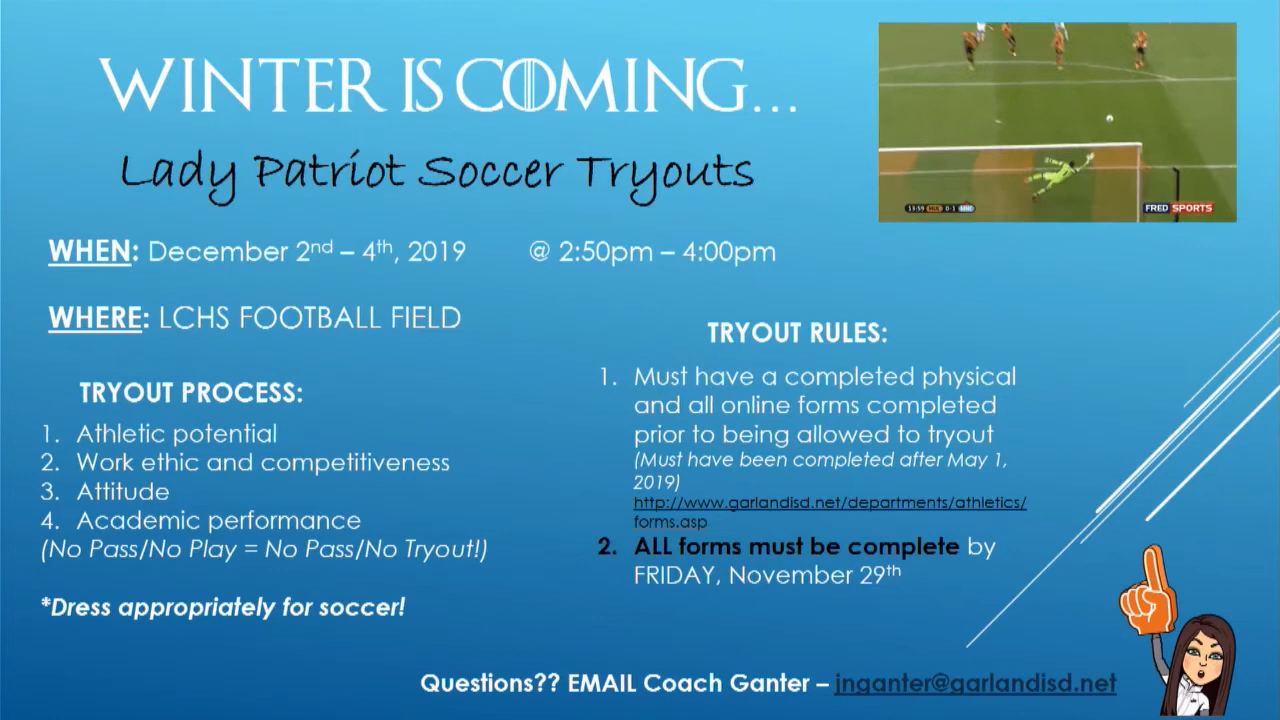 WINTER IS COMING...
Lady Patriot Soccer Tryouts
WHEN: December 2nd – 4th, 2019 @ 2:50pm – 4:00pm
WHERE: LCHS FOOTBALL FIELD
TRYOUT PROCESS:
1. Athletic potential
2. Work ethic and competitiveness
3. Attitude
4. Academic performance
(No Pass/No Play = No Pass/No Tryout!)
*Dress appropriately for soccer!
TRYOUT RULES:
1. Must have a completed physical
and all online forms completed
prior to being allowed to tryout
(Must have been completed after May 1,
2019)
http://www.garlandisd.net/departments/athletics/
forms.asp
2. ALL forms must be complete by
FRIDAY, November 29th
Questions?? EMAIL Coach Ganter – jnganter@garlandisd.net
13:59 HUL 0-1
FRED SPORTS